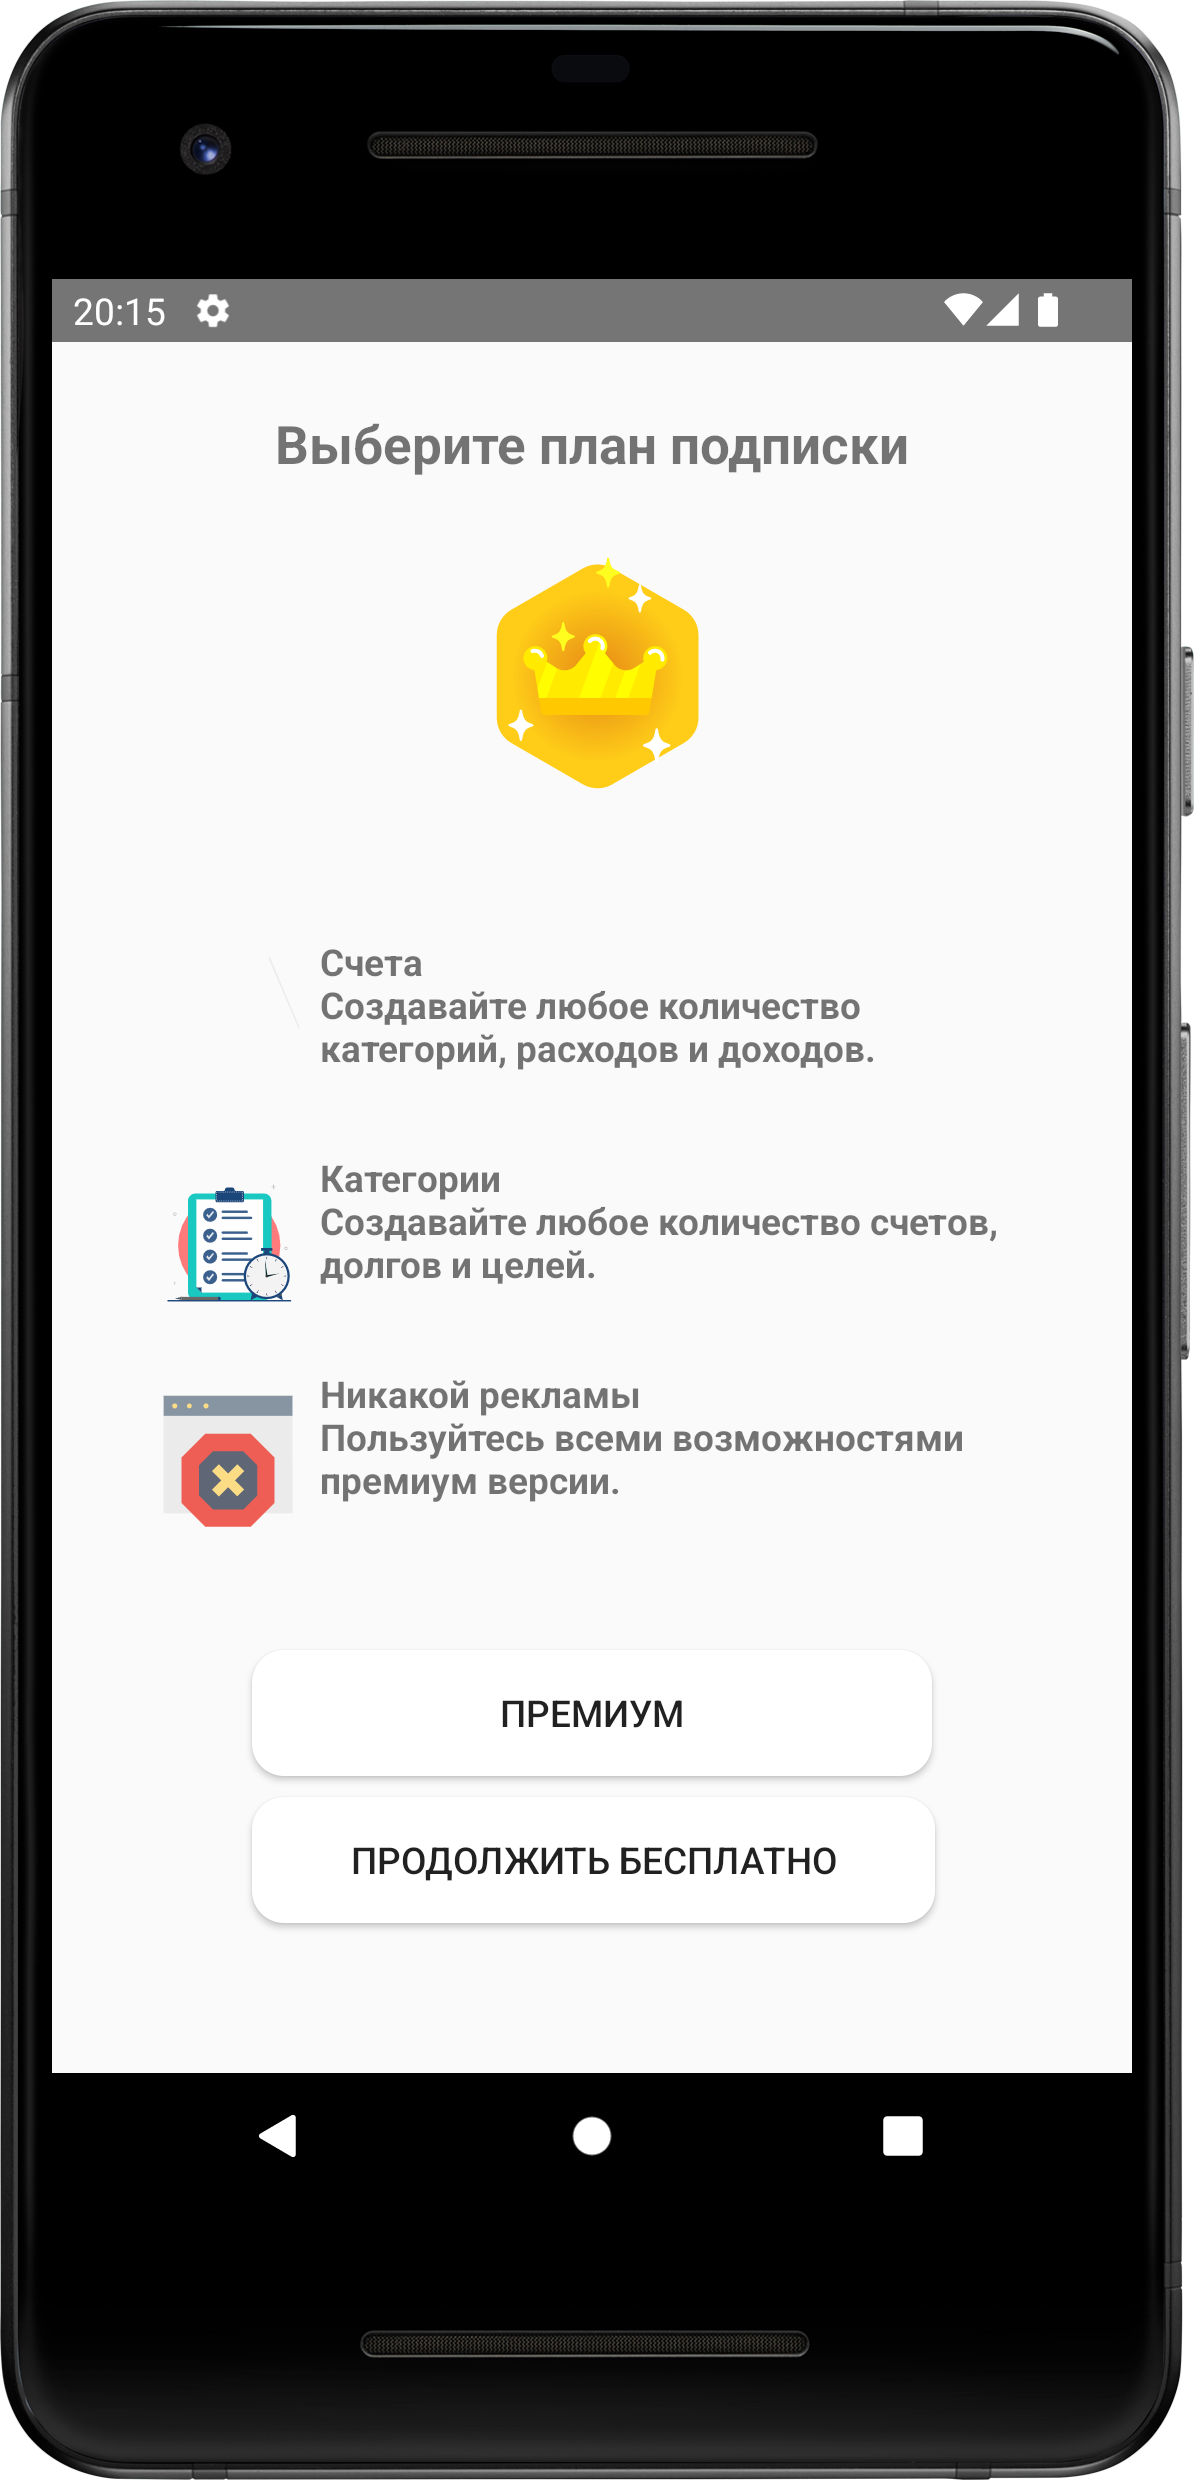 20:15
Выберите план подписки
Счета
Создавайте любое количество
категорий, расходов и доходов.
Категории
Создавайте любое количество счетов,
долгов и целей.
Никакой рекламы
Пользуйтесь всеми возможностями
премиум версии.
ПРЕМИУМ
ПРОДОЛЖИТЬ БЕСПЛАТНО